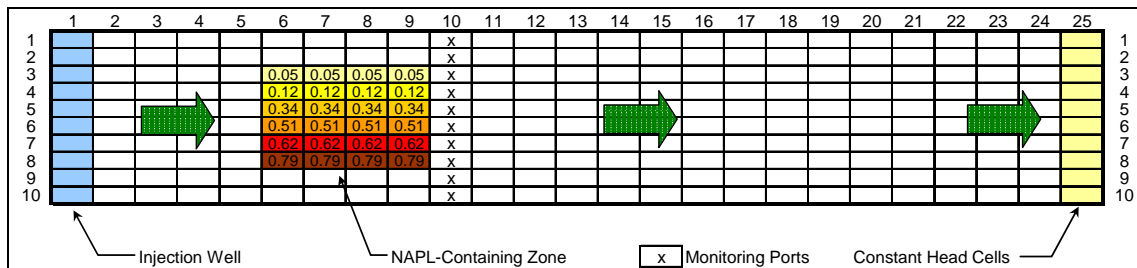 1 2 3 4 5 6 7 8 9 10 11 12 13 14 15 16 17 18 19 20 21 22 23 24 25
1 x 1
2 x 2
3 0.05 0.05 0.05 0.05 x 3
4 0.12 0.12 0.12 0.12 x 4
5 0.34 0.34 0.34 0.34 x 5
6 0.51 0.51 0.51 0.51 x 6
7 0.62 0.62 0.62 0.62 x 7
8 0.79 0.79 0.79 0.79 x 8
9 x 9
10 x 10
Injection Well NAPL-Containing Zone x Monitoring Ports Constant Head Cells